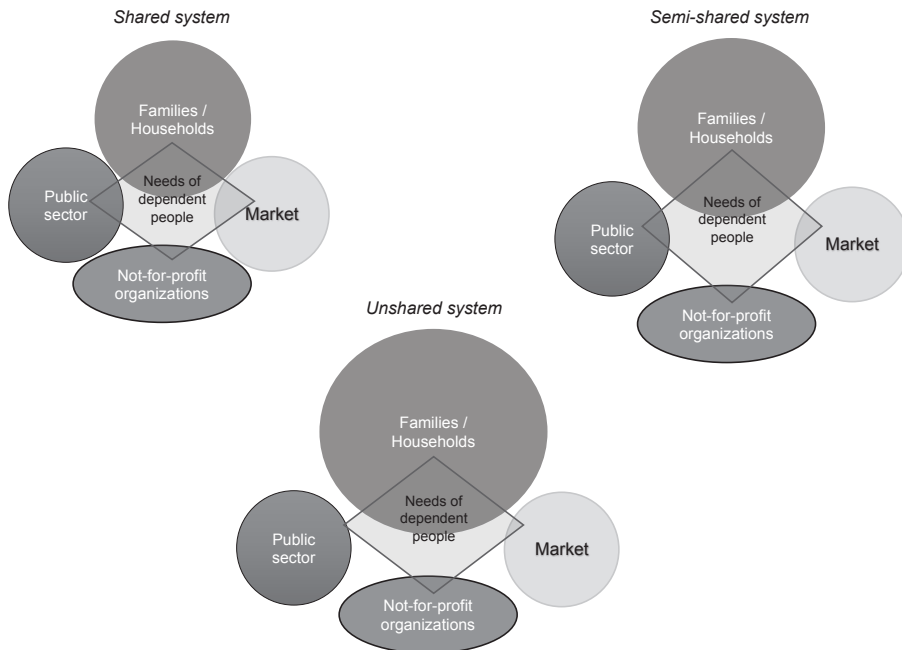 Shared system
Families /
Households
Public
sector
Needs of
dependent
people
Market
Not-for-profit
organizations
Semi-shared system
Families /
Households
Public
sector
Needs of
dependent
people
Market
Not-for-profit
organizations
Unshared system
Families /
Households
Public
sector
Needs of
dependent
people
Market
Not-for-profit
organizations